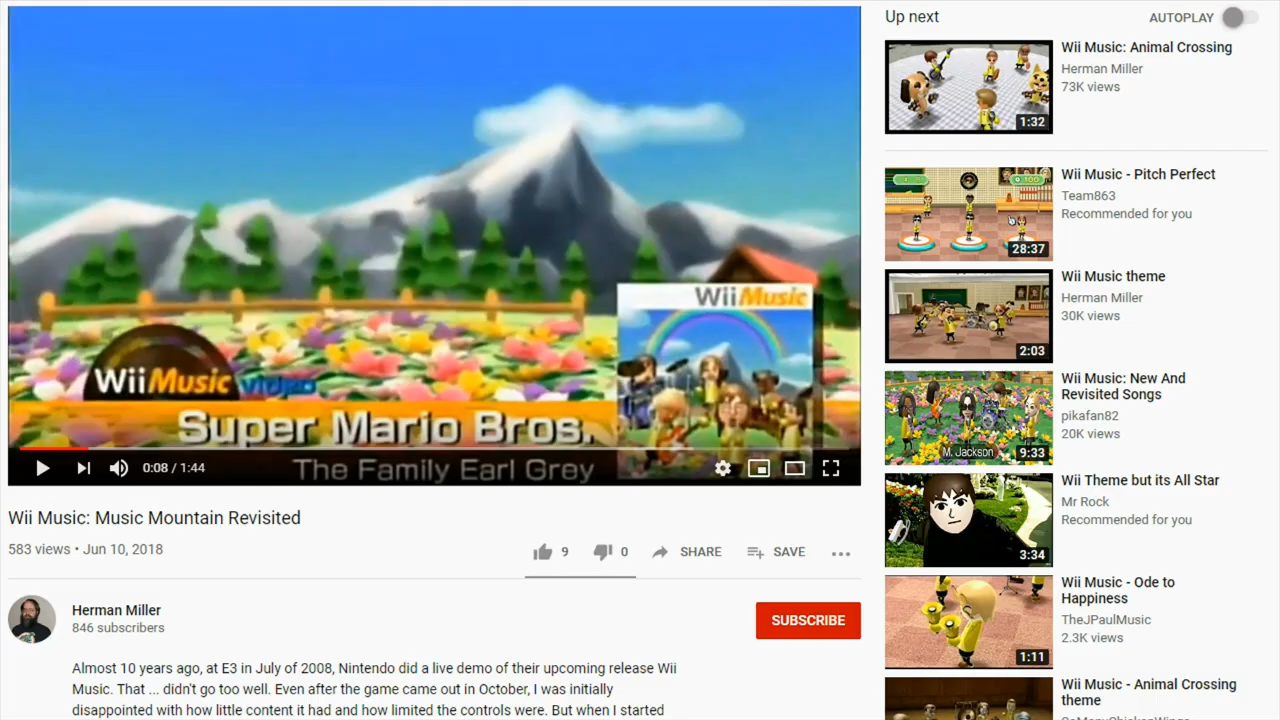 Wii Music
Wii Music video
Super Mario Bros.
The Family Earl Grey
0:08 / 1:44
Wii Music: Music Mountain Revisited
583 views • Jun 10, 2018
9
0
SHARE
SAVE
Herman Miller
846 subscribers
SUBSCRIBE
Almost 10 years ago, at E3 in July of 2008, Nintendo did a live demo of their upcoming release Wii
Music. That ... didn't go too well. Even after the game came out in October, I was initially
disappointed with how little content it had and how limited the controls were. But when I started
Up next
AUTOPLAY
Wii Music: Animal Crossing
Herman Miller
73K views
1:32
Wii Music - Pitch Perfect
Team863
Recommended for you
28:37
Wii Music theme
Herman Miller
30K views
2:03
Wii Music: New And
Revisited Songs
pikafan82
20K views
M. Jackson
9:33
Wii Theme but its All Star
Mr Rock
Recommended for you
3:34
Wii Music - Ode to
Happiness
TheJPaulMusic
2.3K views
1:11
Wii Music - Animal Crossing
theme